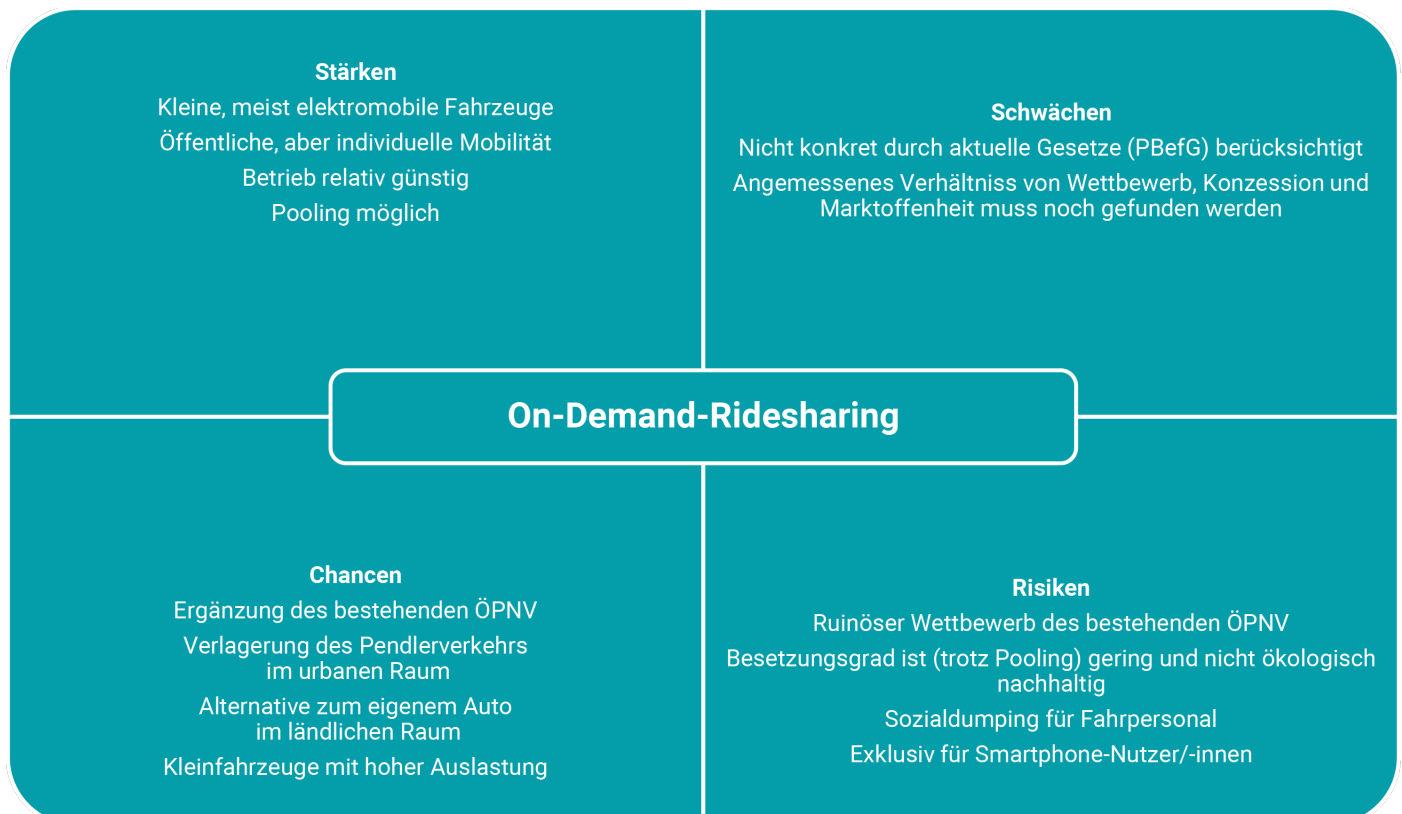 Stärken
Kleine, meist elektromobile Fahrzeuge
Öffentliche, aber individuelle Mobilität
Betrieb relativ günstig
Pooling möglich
Schwächen
Nicht konkret durch aktuelle Gesetze (PBefG) berücksichtigt
Angemessenes Verhältniss von Wettbewerb, Konzession und
Marktoffenheit muss noch gefunden werden
On-Demand-Ridesharing
Chancen
Ergänzung des bestehenden ÖPNV
Verlagerung des Pendlerverkehrs
im urbanen Raum
Alternative zum eigenem Auto
im ländlichen Raum
Kleinfahrzeuge mit hoher Auslastung
Risiken
Ruinöser Wettbewerb des bestehenden ÖPNV
Besetzungsgrad ist (trotz Pooling) gering und nicht ökologisch
nachhaltig
Sozialdumping für Fahrpersonal
Exklusiv für Smartphone-Nutzer/-innen